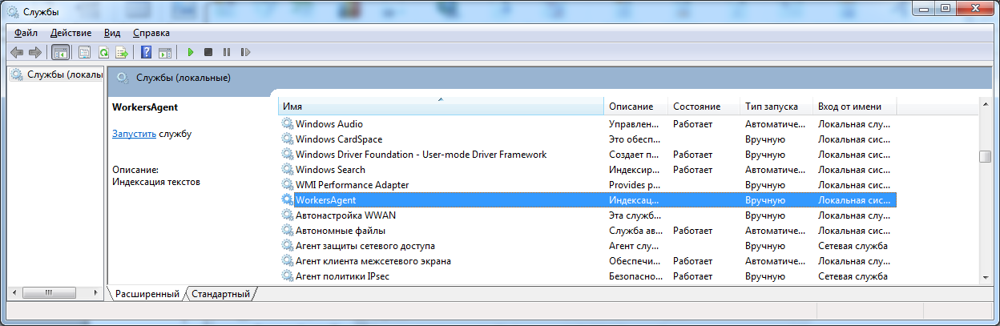 Службы
Файл Действие Вид Справка
Службы (локаль
Службы (локальные)
WorkersAgent
Запустить службу
Описание:
Индексация текстов
Имя Описание Состояние Тип запуска Вход от имени
Windows Audio Управлен... Работает Автоматиче... Локальная слу...
Windows CardSpace Это обесп... Вручную Локальная сис...
Windows Driver Foundation - User-mode Driver Framework Создает п... Работает Вручную Локальная сис...
Windows Search Индексир... Работает Автоматиче... Локальная сис...
WMI Performance Adapter Provides p... Вручную Локальная сис...
WorkersAgent Индексац... Вручную Локальная сис...
Автонастройка WWAN Эта служб... Вручную Локальная слу...
Автономные файлы Служба ав... Работает Автоматиче... Локальная сис...
Агент защиты сетевого доступа Агент слу... Вручную Сетевая служба
Агент клиента межсетевого экрана Обеспечи... Работает Автоматиче... Локальная слу...
Агент политики IPsec Безопасно... Работает Вручную Сетевая служба
Расширенный Стандартный